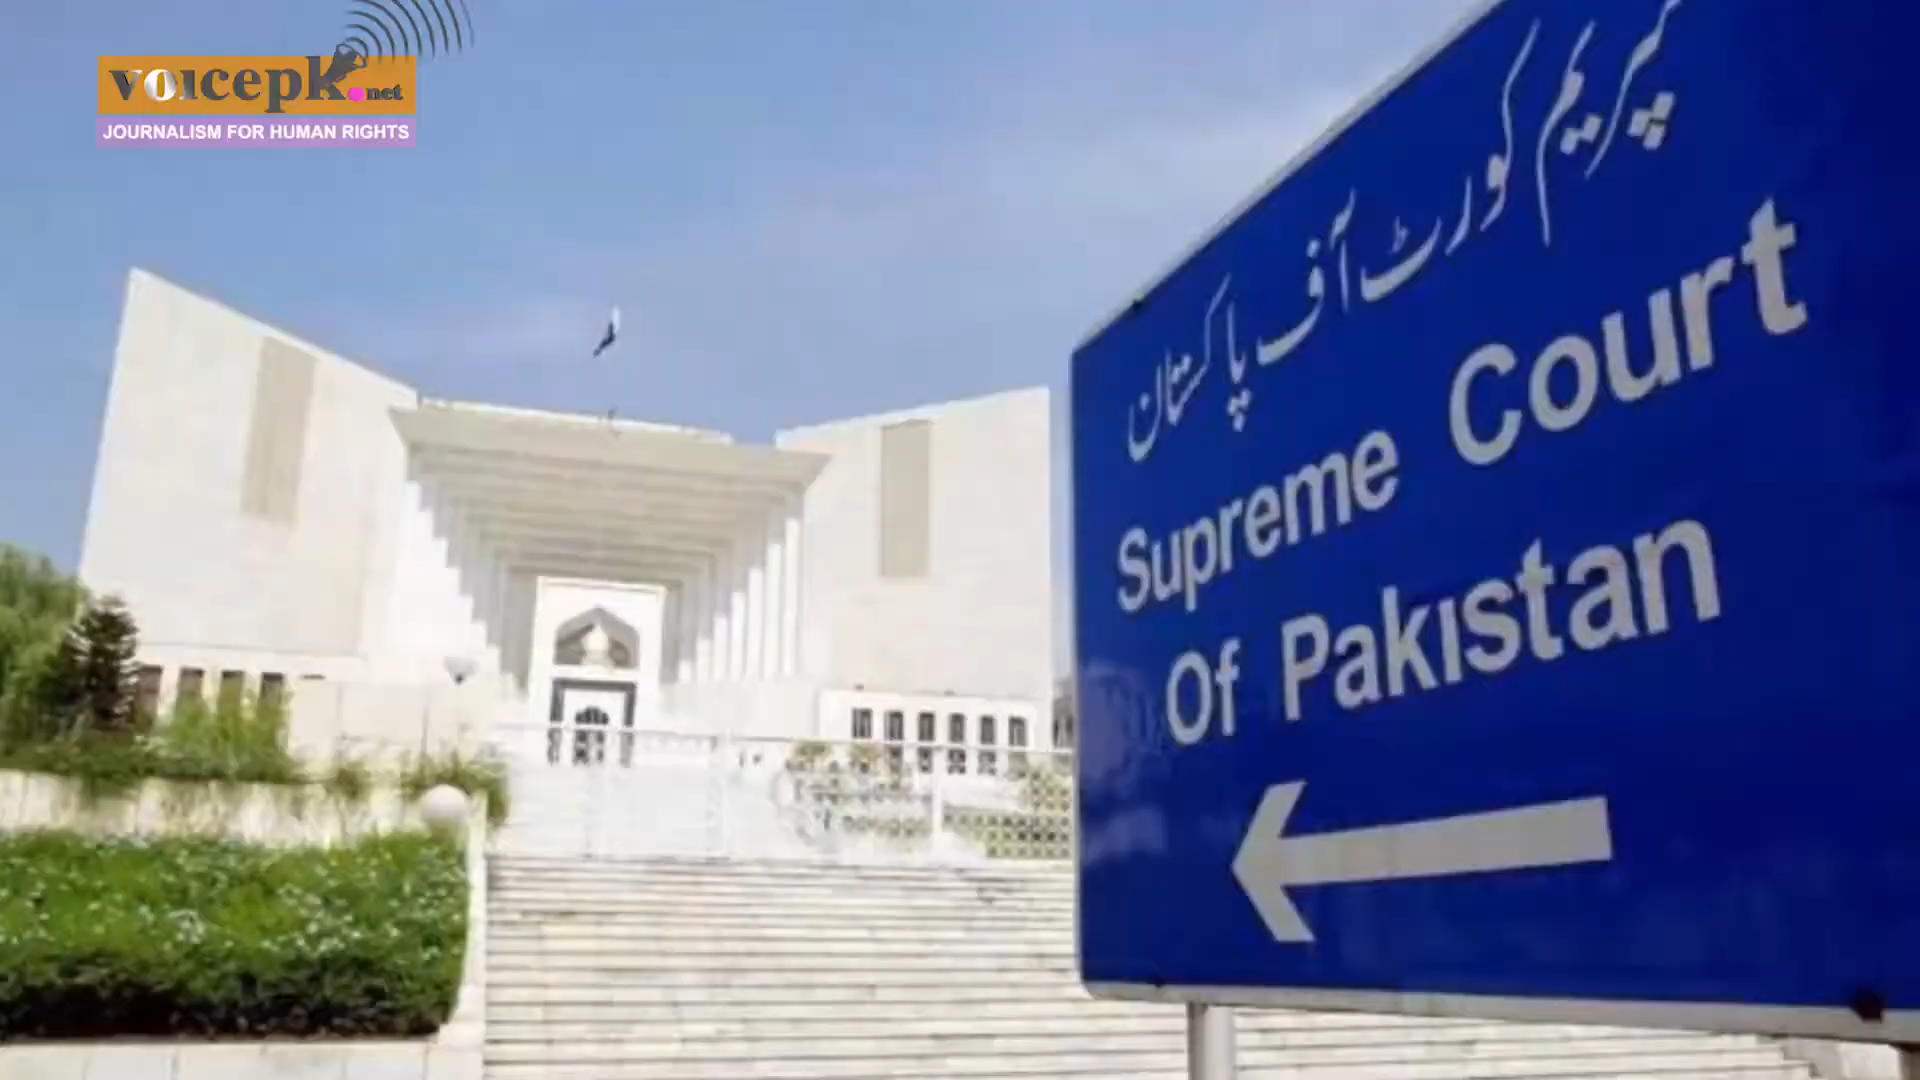 voicepk.net
JOURNALISM FOR HUMAN RIGHTS
سپریم کورٹ آف پاکستان
Supreme Court
Of Pakistan